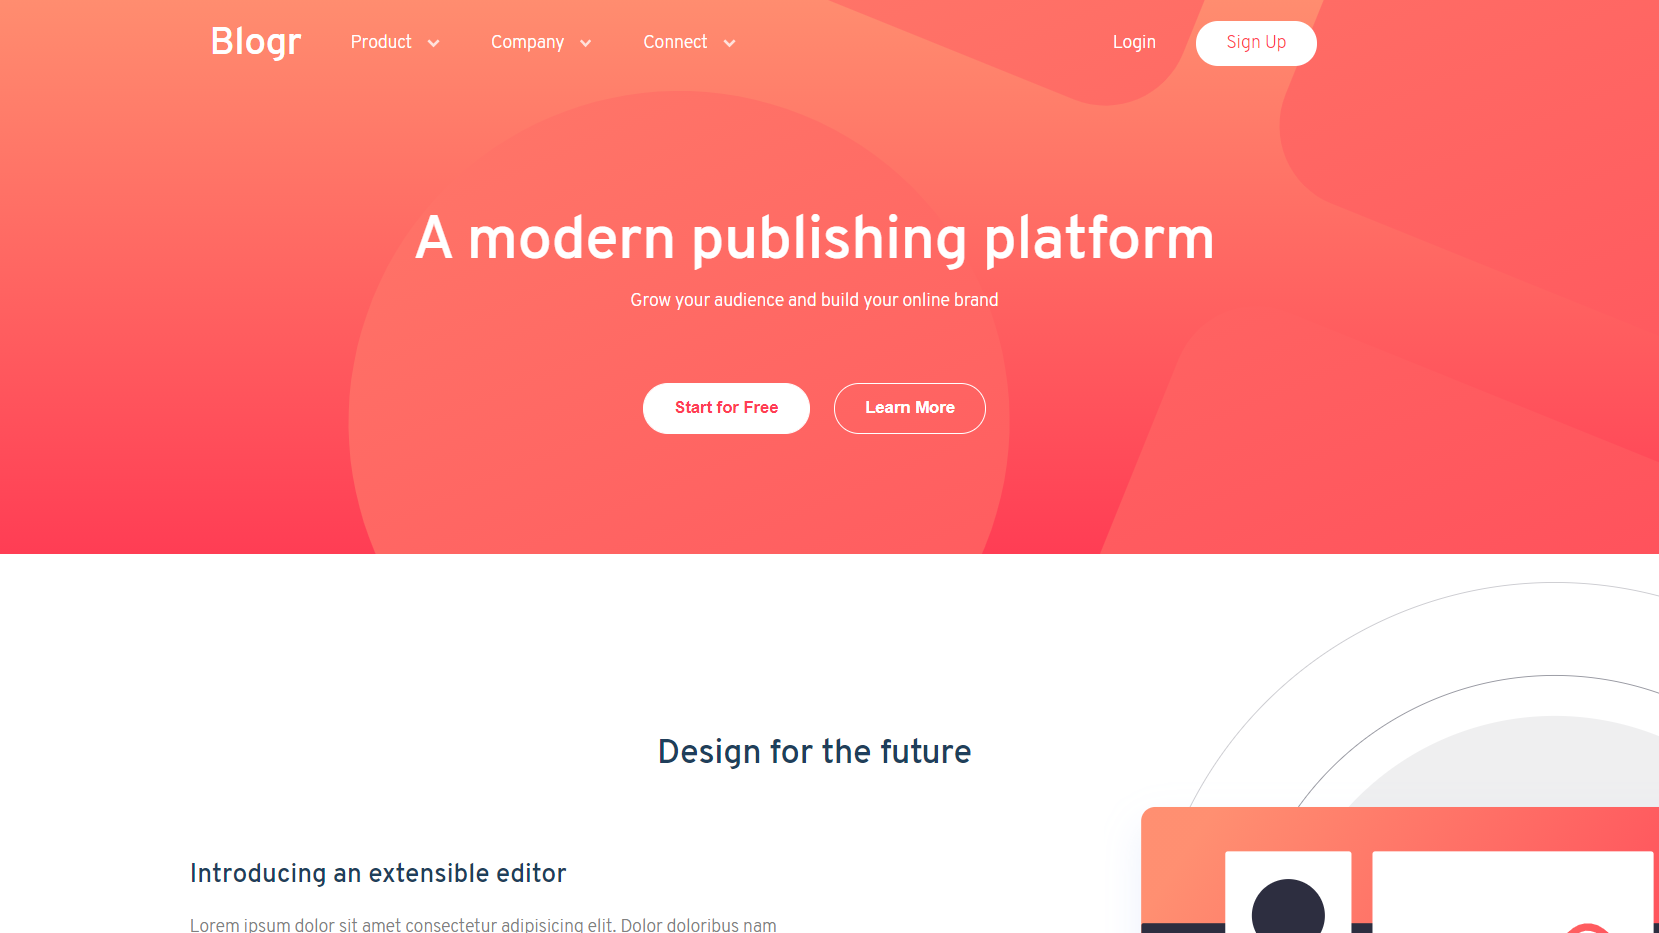 Blogr Product Company Connect Login Sign Up
A modern publishing platform
Grow your audience and build your online brand
Start for Free Learn More
Design for the future
Introducing an extensible editor
Lorem ipsum dolor sit amet consectetur adipisicing elit. Dolor doloribus nam